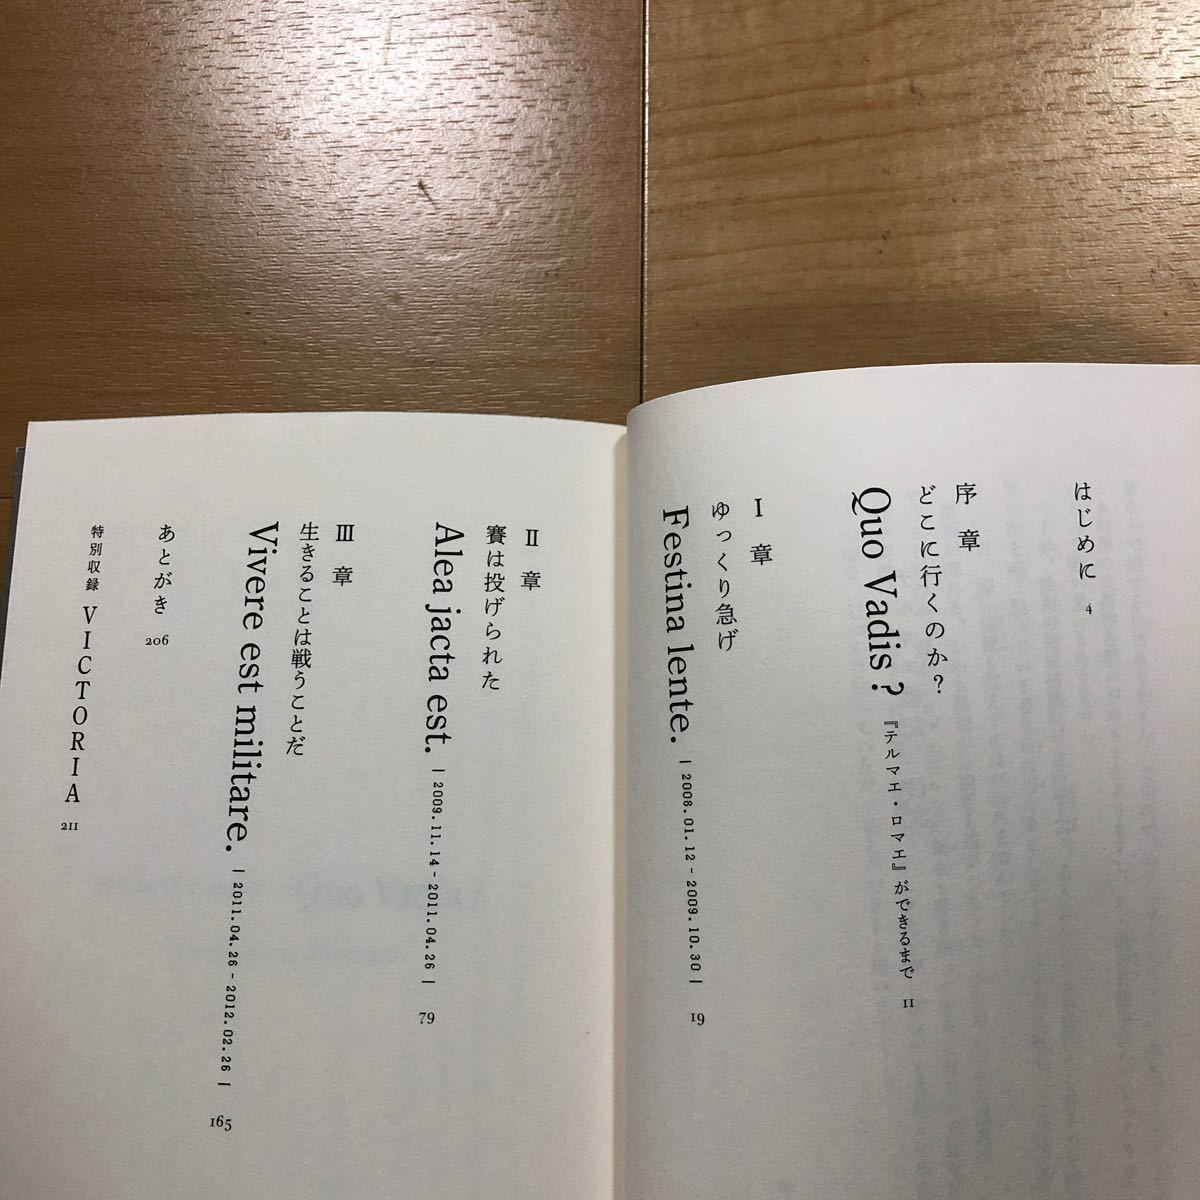 はじめに 4
序章
どこに行くのか?
Quo Vadis ? 『テルマエ・ロマエ』ができるまで 11
I 章
ゆっくり急げ
Festina lente. | 2008.01.12 - 2009.10.30 | 19
II 章
賽は投げられた
Alea jacta est. | 2009.11.14 - 2011.04.26 | 79
III 章
生きることは戦うことだ
Vivere est militare. | 2011.04.26 - 2012.02.26 | 165
あとがき 206
特別収録 VICTORIA 211